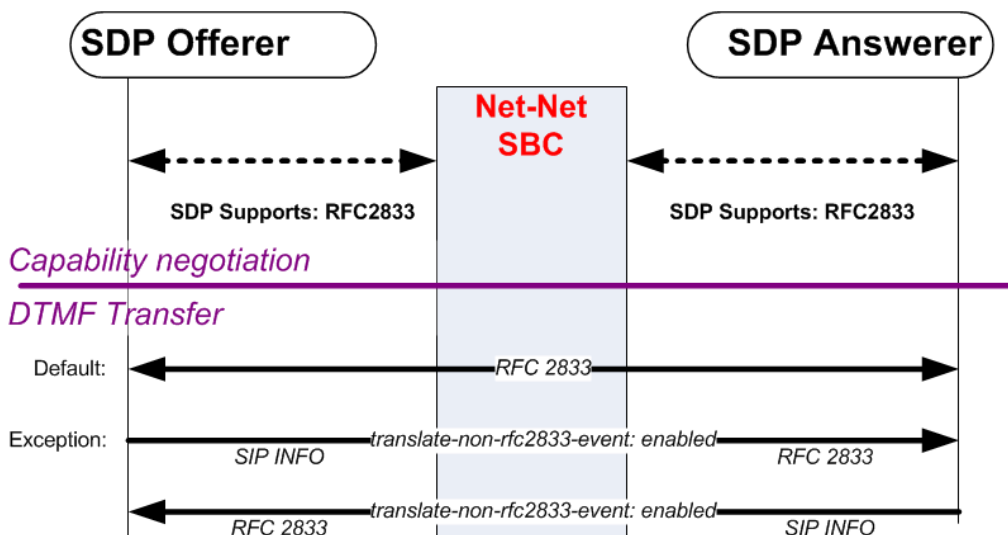 SDP Offerer
SDP Answerer
Net-Net
SBC
SDP Supports: RFC2833
SDP Supports: RFC2833
Capability negotiation
DTMF Transfer
Default:
RFC 2833
Exception:
translate-non-rfc2833-event: enabled
SIP INFO
RFC 2833
translate-non-rfc2833-event: enabled
RFC 2833
SIP INFO